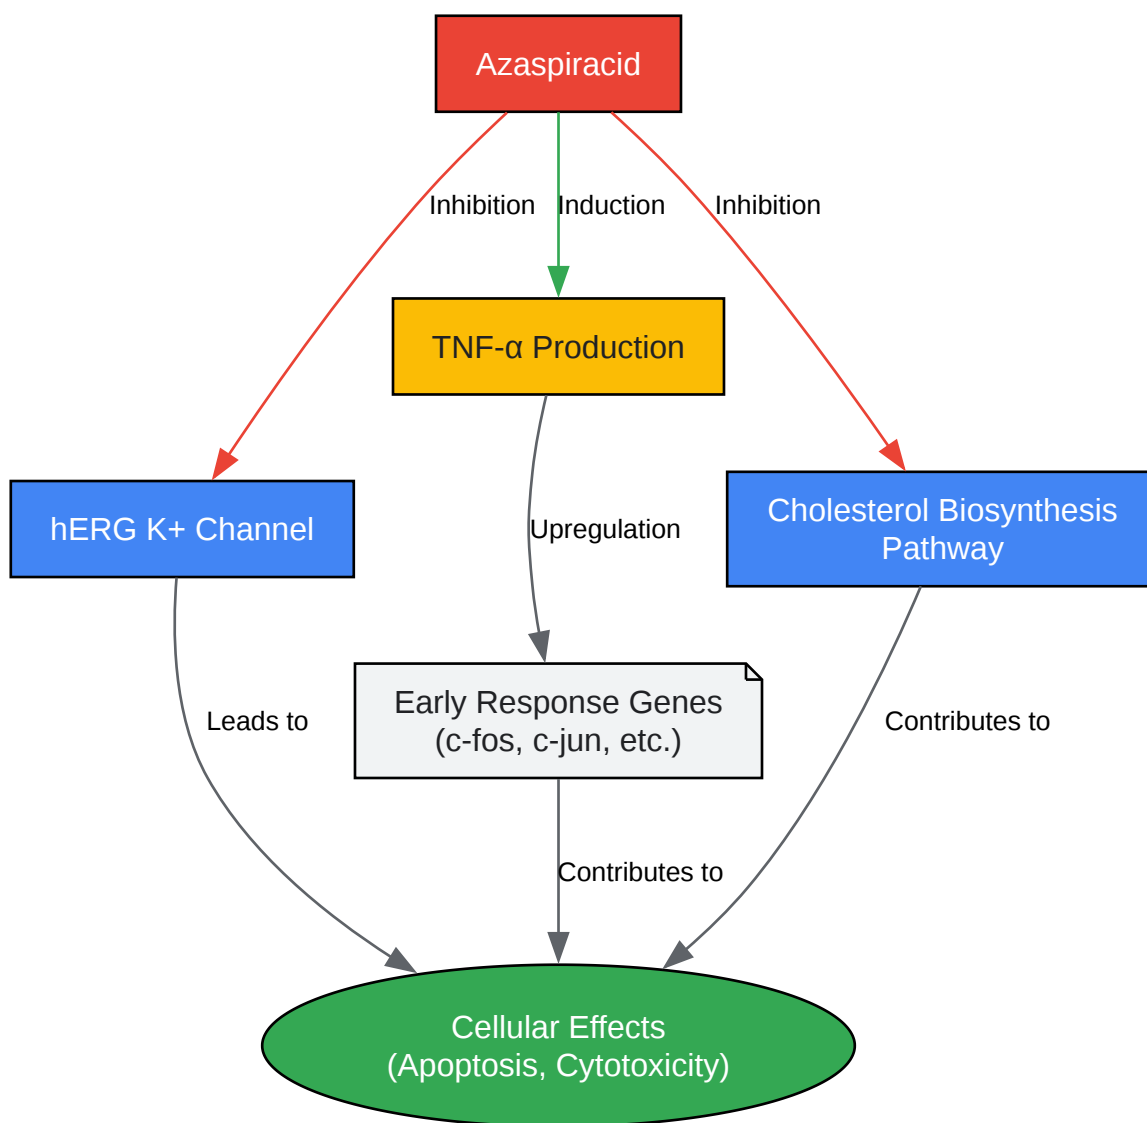 Azaspiracid
Inhibition
Induction
Inhibition
TNF-α Production
hERG K+ Channel
Upregulation
Cholesterol Biosynthesis
Pathway
Early Response Genes
(c-fos, c-jun, etc.)
Leads to
Contributes to
Contributes to
Cellular Effects
(Apoptosis, Cytotoxicity)